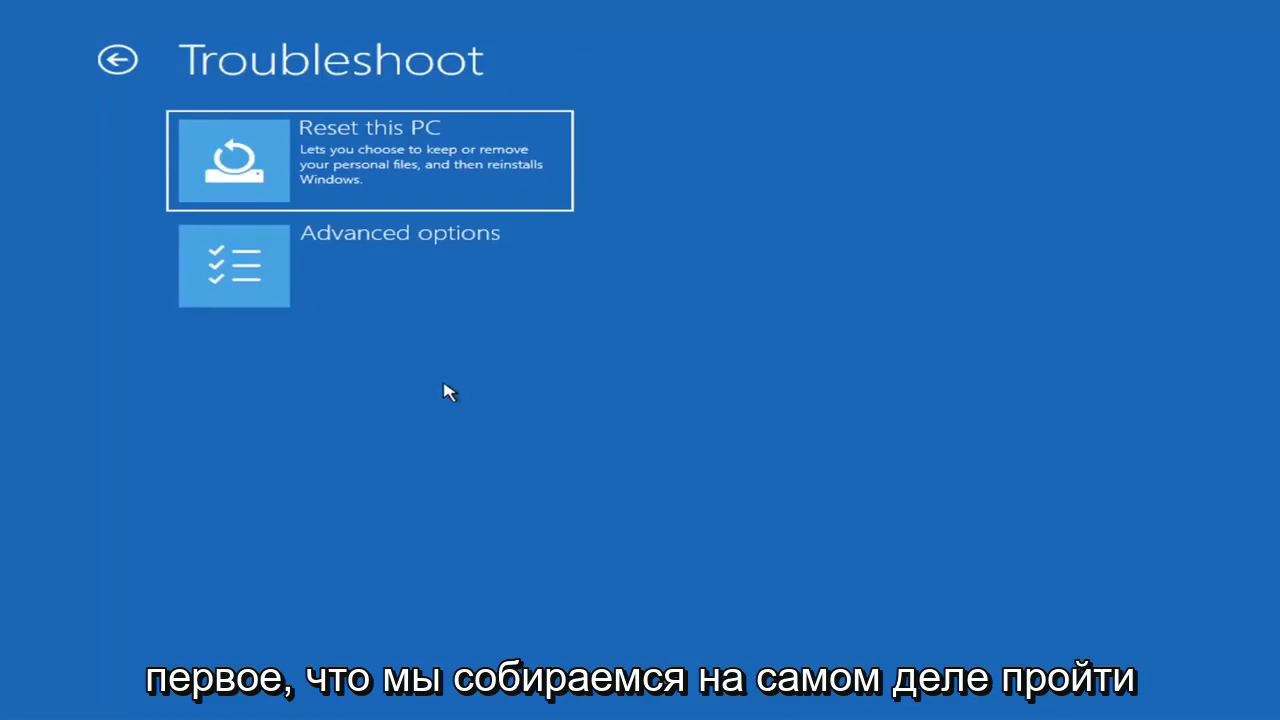 Troubleshoot
Reset this PC
Lets you choose to keep or remove
your personal files, and then reinstalls
Windows.
Advanced options
первое, что мы собираемся на самом деле пройти